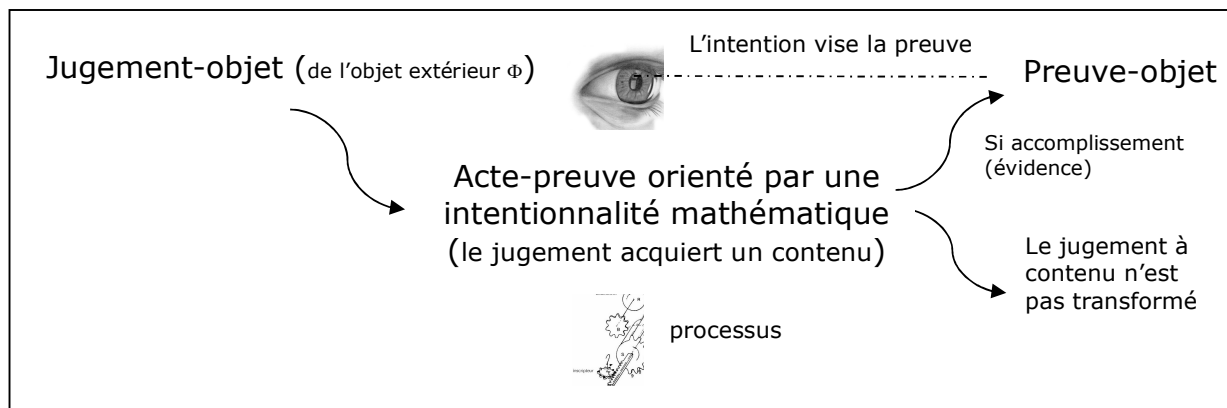 L'intention vise la preuve
Jugement-objet (de l'objet extérieur Φ)
Preuve-objet
Si accomplissement
(évidence)
Acte-preuve orienté par une
intentionnalité mathématique
(le jugement acquiert un contenu)
Le jugement à
contenu n'est
pas transformé
processus